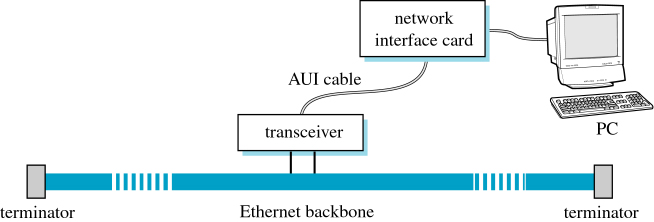 network
interface card
AUI cable
transceiver
PC
terminator
Ethernet backbone
terminator